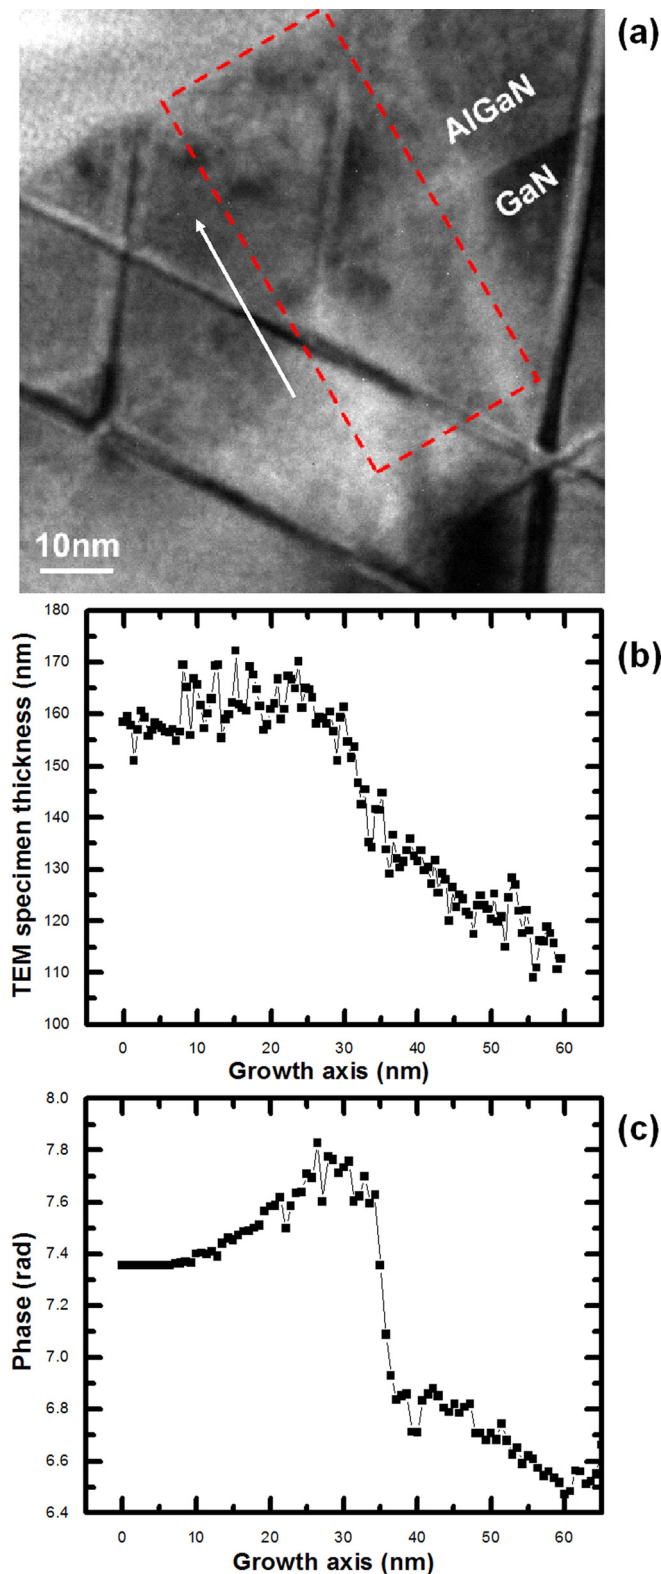 (a)
AlGaN
GaN
10nm
(b)
180
170
160
150
140
130
120
110
100
TEM specimen thickness (nm)
0 10 20 30 40 50 60
Growth axis (nm)
(c)
8.0
7.8
7.6
7.4
7.2
7.0
6.8
6.6
6.4
Phase (rad)
0 10 20 30 40 50 60
Growth axis (nm)